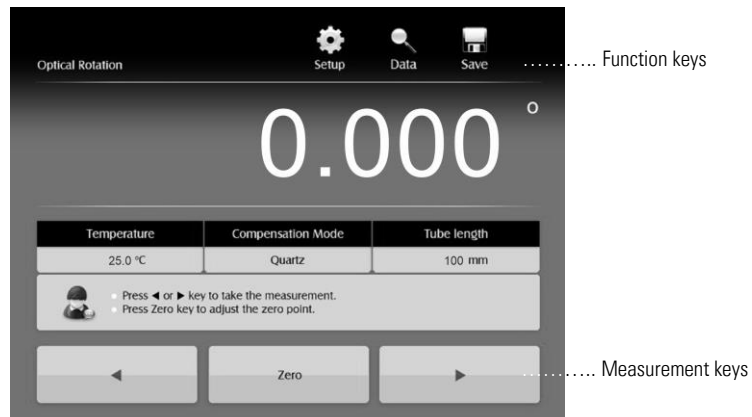 Optical Rotation
Setup Data Save ........... Function keys
0.000 °
Temperature Compensation Mode Tube length
25.0 ℃ Quartz 100 mm
Press ◀ or ▶ key to take the measurement.
Press Zero key to adjust the zero point.
◀ Zero ▶ ........... Measurement keys